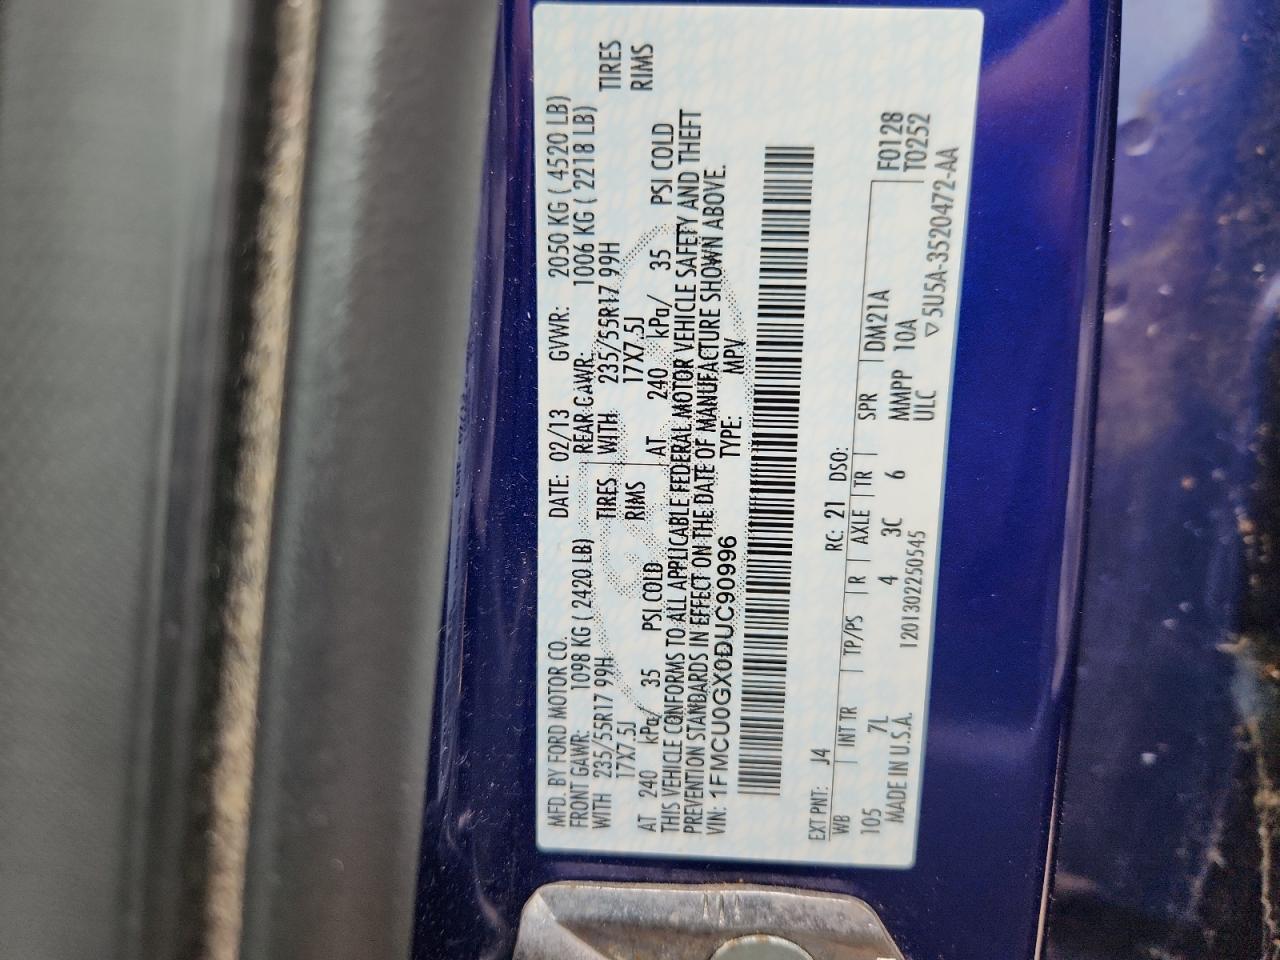 MFD. BY FORD MOTOR CO. DATE: 02/13 GVWR: 2050 KG ( 4520 LB)
FRONT GAWR: 1098 KG ( 2420 LB) REAR GAWR: 1006 KG ( 2218 LB)
WITH 235/55R17 99H TIRES WITH 235/55R17 99H TIRES
17X7.5J RIMS 17X7.5J RIMS
AT 240 kPa/ 35 PSI COLD AT 240 kPa/ 35 PSI COLD
THIS VEHICLE CONFORMS TO ALL APPLICABLE FEDERAL MOTOR VEHICLE SAFETY AND THEFT
PREVENTION STANDARDS IN EFFECT ON THE DATE OF MANUFACTURE SHOWN ABOVE.
VIN: 1FMCU0GX0DUC90996 TYPE: MPV
EXT PNT: J4 RC: 21 DSO:
WB INT TR TP/PS R AXLE TR SPR DM21A F0128
105 7L 4 3C 6 MMPP 10A T0252
MADE IN U.S.A. 1201302250545 ULC ▽5U5A-3520472-AA